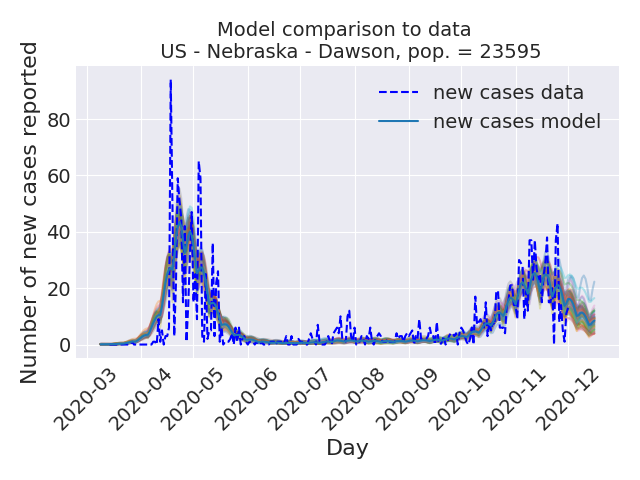 Model comparison to data
US - Nebraska - Dawson, pop. = 23595
Number of new cases reported
80
60
40
20
0
new cases data
new cases model
2020-03
2020-04
2020-05
2020-06
2020-07
2020-08
2020-09
2020-10
2020-11
2020-12
Day